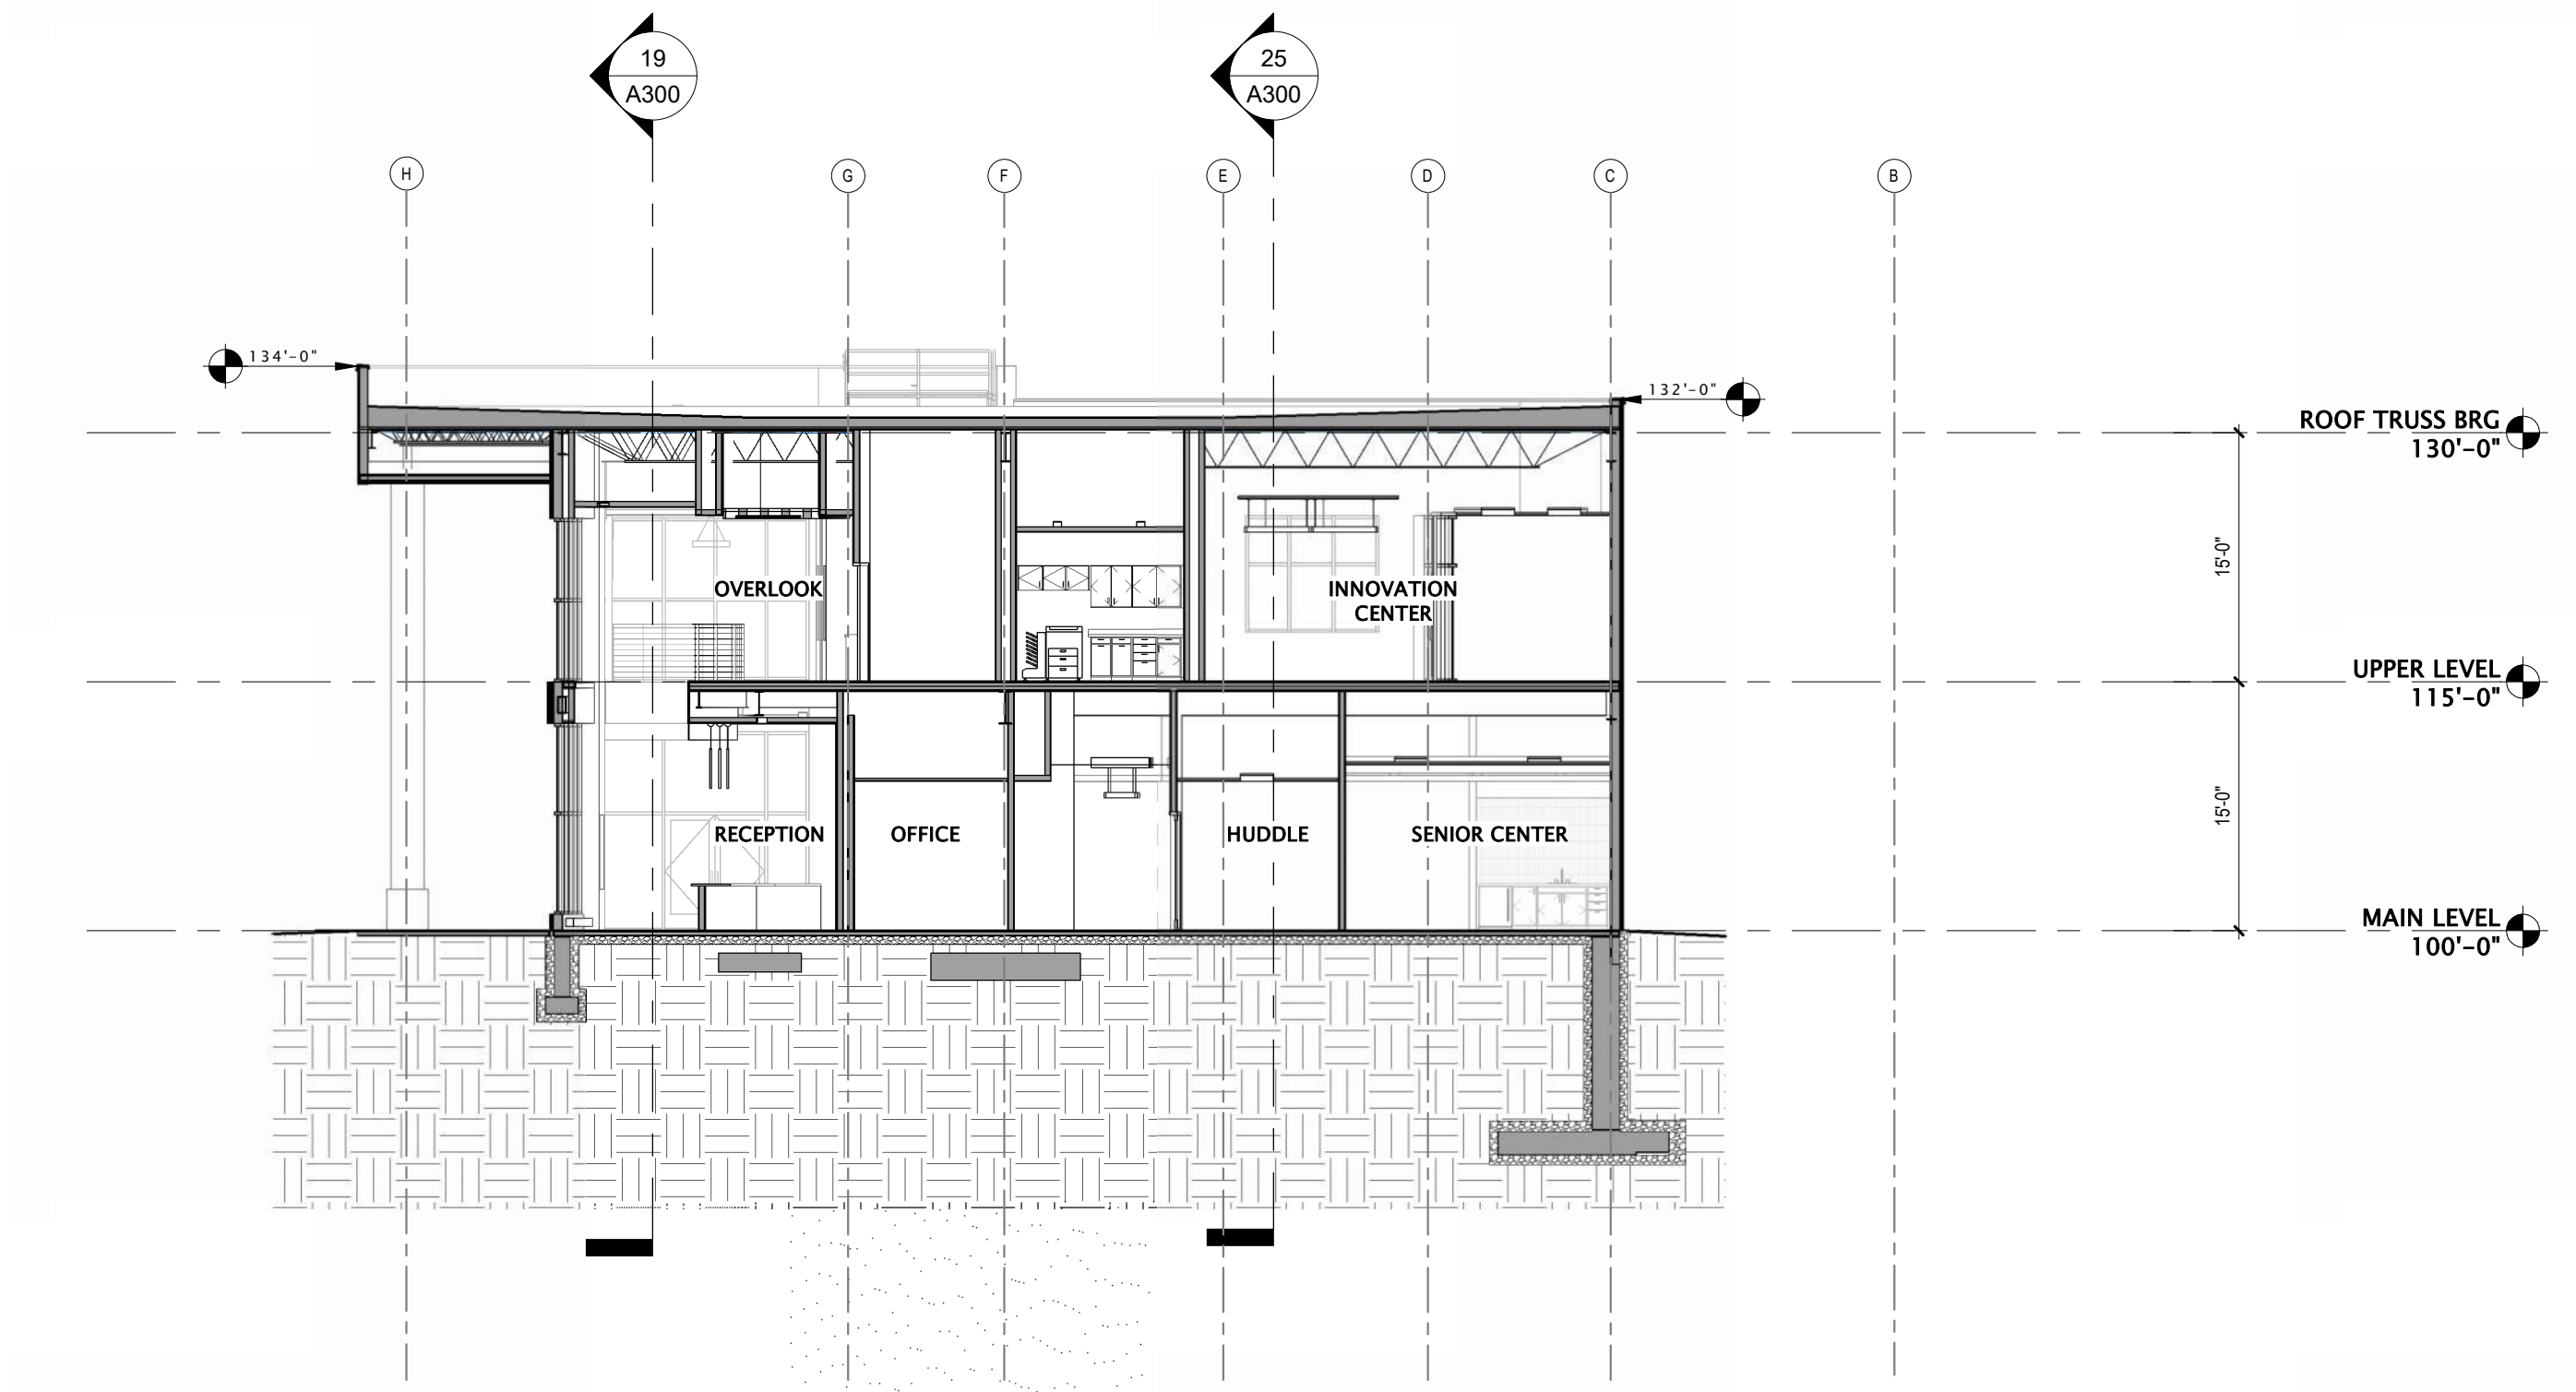 19
A300
25
A300
H
G
F
E
D
C
B
134'-0"
132'-0"
ROOF TRUSS BRG
130'-0"
15'-0"
OVERLOOK
INNOVATION
CENTER
UPPER LEVEL
115'-0"
15'-0"
RECEPTION
OFFICE
HUDDLE
SENIOR CENTER
MAIN LEVEL
100'-0"